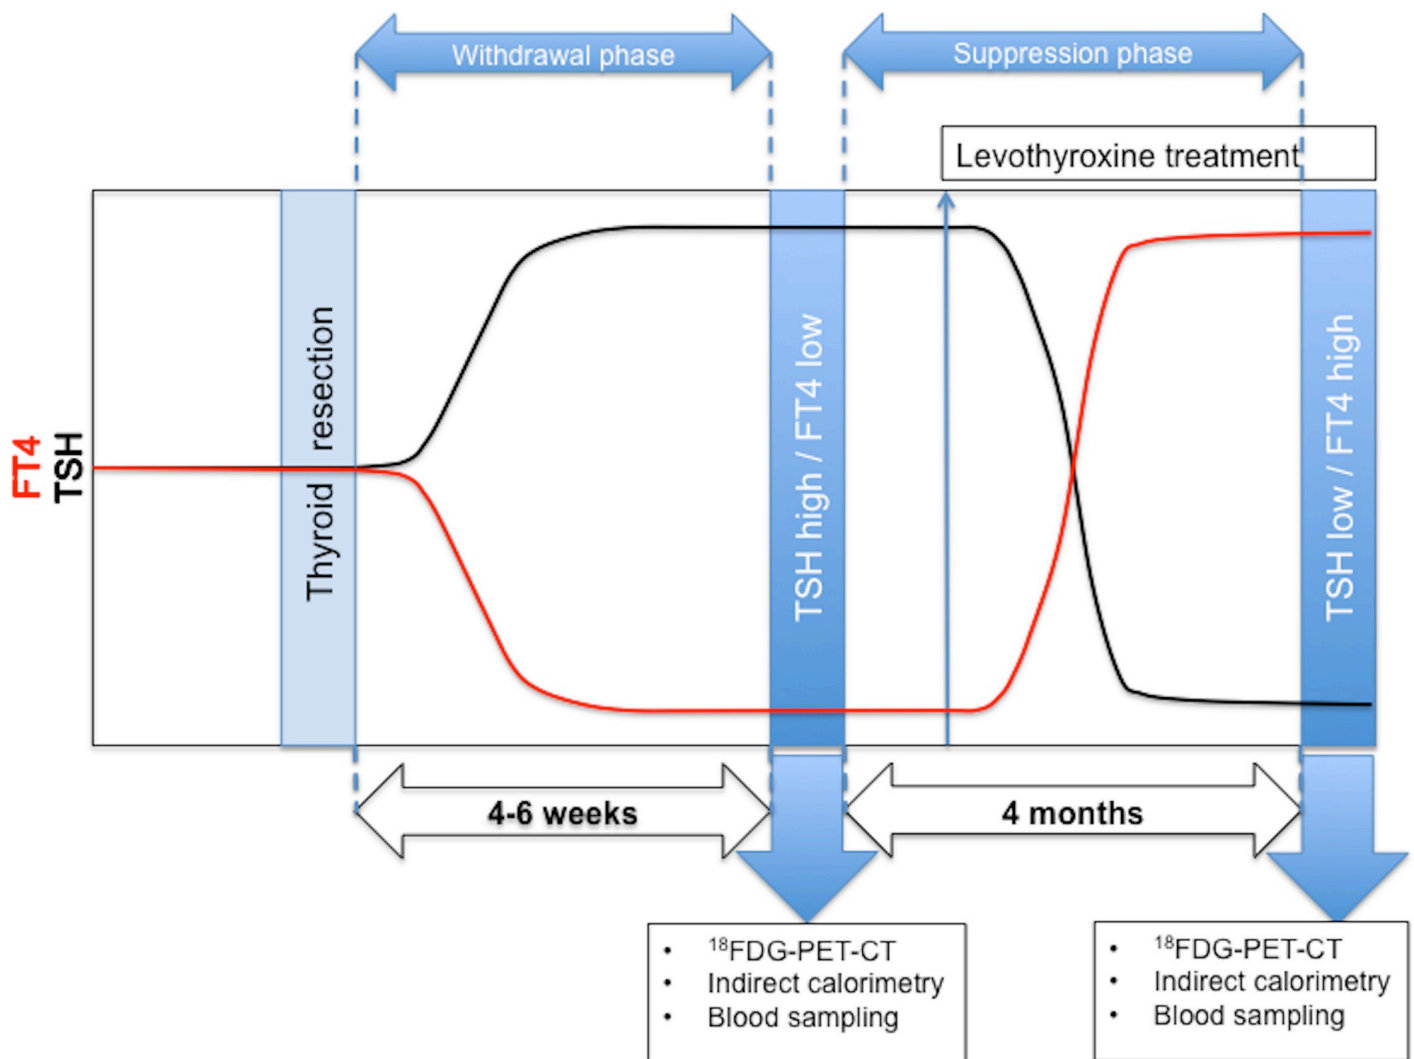 Withdrawal phase
Suppression phase
Levothyroxine treatment
FT4
TSH
Thyroid resection
TSH high / FT4 low
TSH low / FT4 high
4-6 weeks
4 months
• ¹⁸FDG-PET-CT
• Indirect calorimetry
• Blood sampling
• ¹⁸FDG-PET-CT
• Indirect calorimetry
• Blood sampling